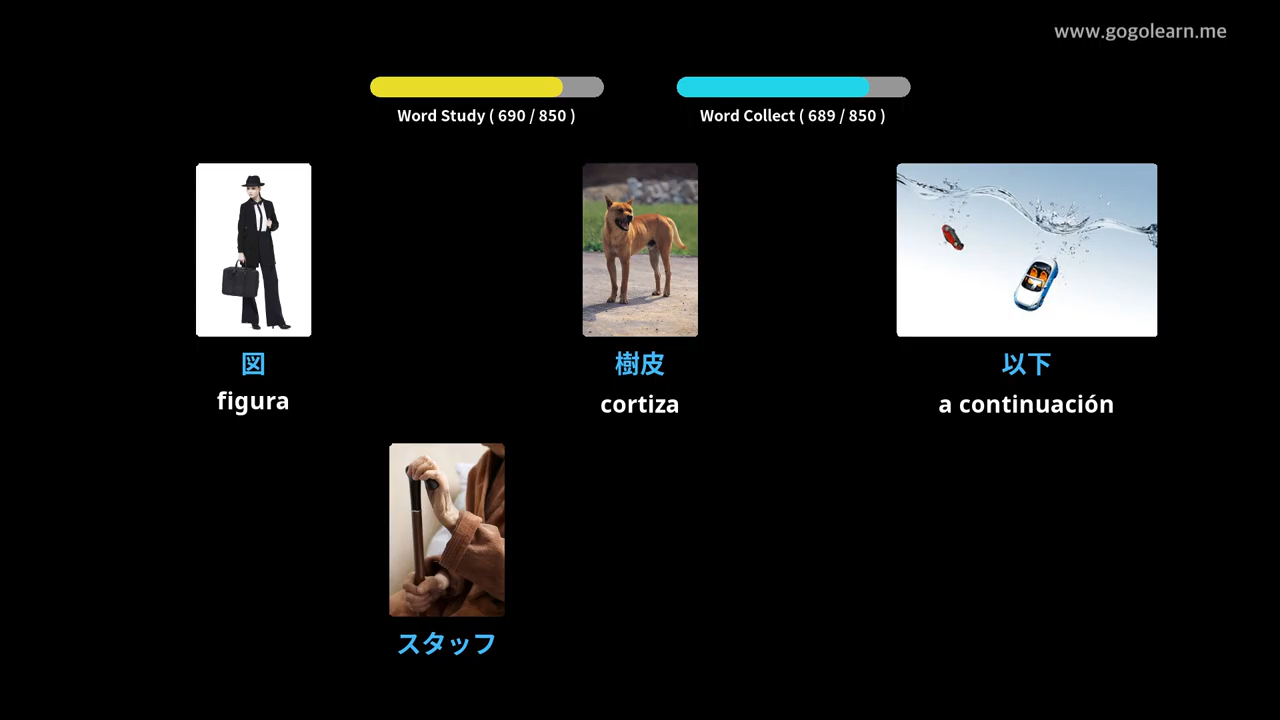 www.gogolearn.me
Word Study ( 690 / 850 )
Word Collect ( 689 / 850 )
図
figura
樹皮
cortiza
以下
a continuación
スタッフ